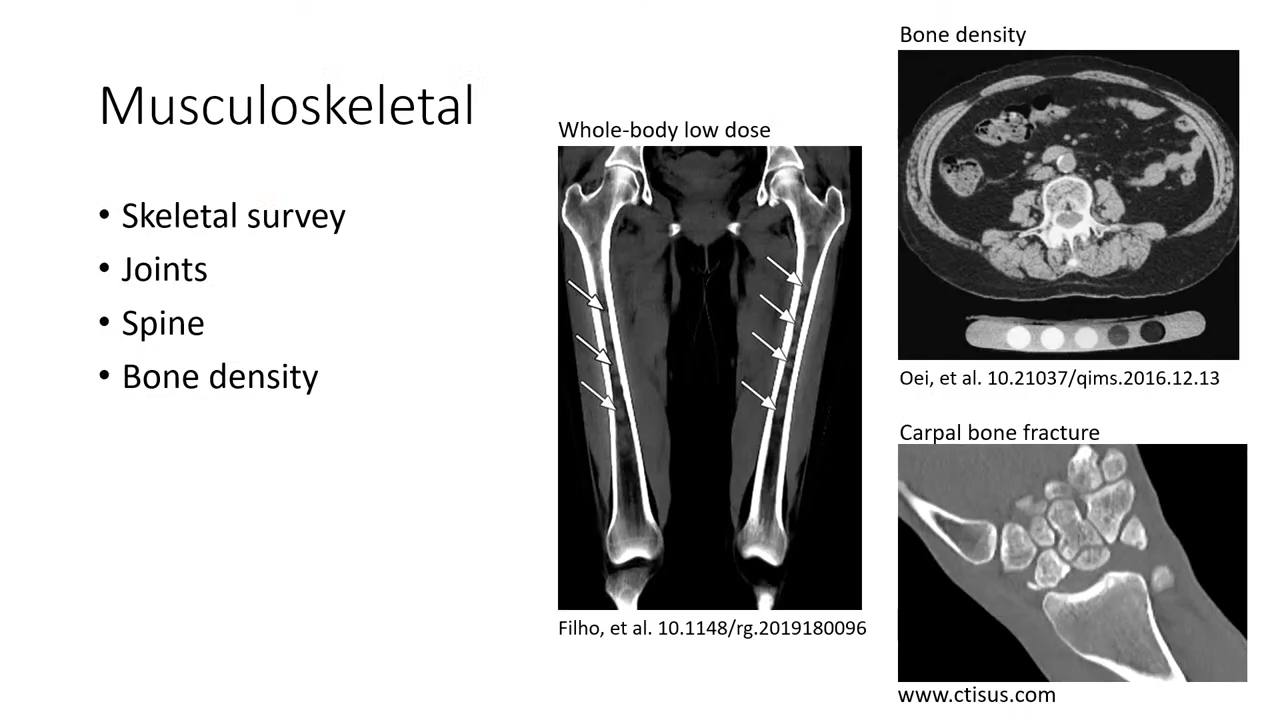 Musculoskeletal
• Skeletal survey
• Joints
• Spine
• Bone density
Whole-body low dose
Filho, et al. 10.1148/rg.2019180096
Bone density
Oei, et al. 10.21037/qims.2016.12.13
Carpal bone fracture
www.ctisus.com